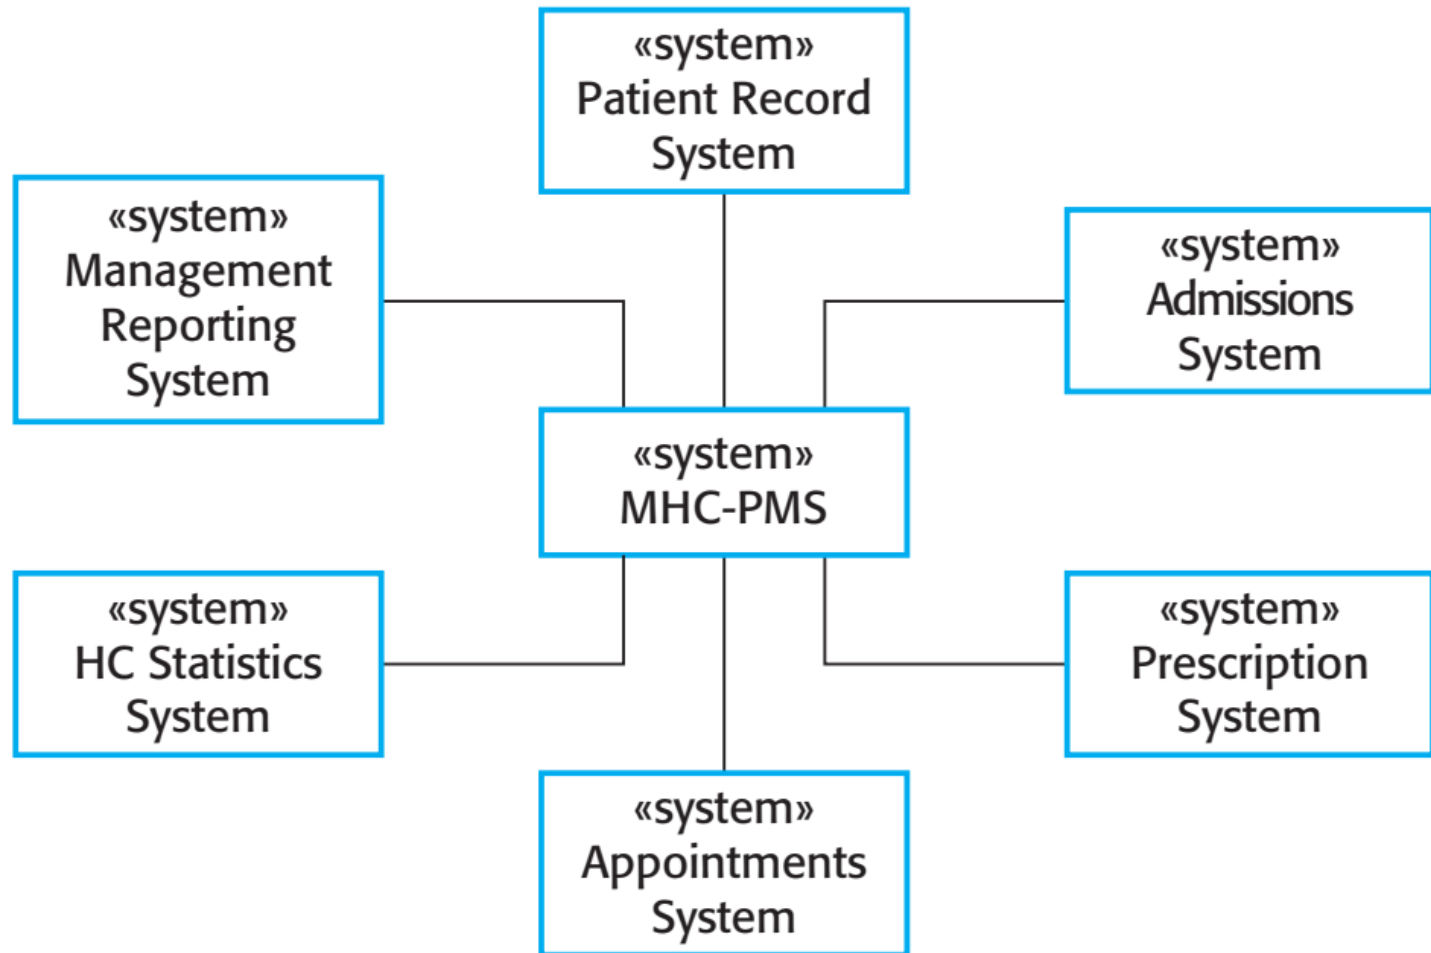 «system»
Patient Record
System
«system»
Management
Reporting
System
«system»
Admissions
System
«system»
MHC-PMS
«system»
HC Statistics
System
«system»
Prescription
System
«system»
Appointments
System